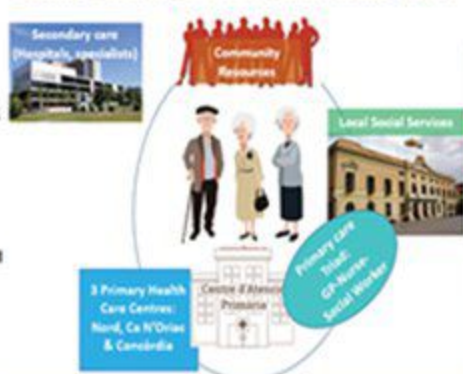 Secondary care
(Hospitals, specialists)
Community
Resources
Local Social Services
Primary care
Triad:
GP-Nurse-
Social Worker
3 Primary Health
Care Centres:
Nord, Ca N'Oriac
& Concòrdia
Centre d'Atenció
Primaria